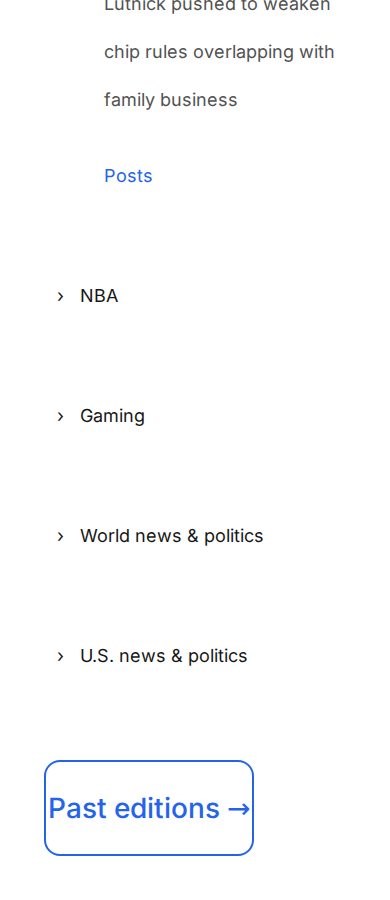 Lutnick pushed to weaken
chip rules overlapping with
family business
Posts
› NBA
› Gaming
› World news & politics
› U.S. news & politics
Past editions →